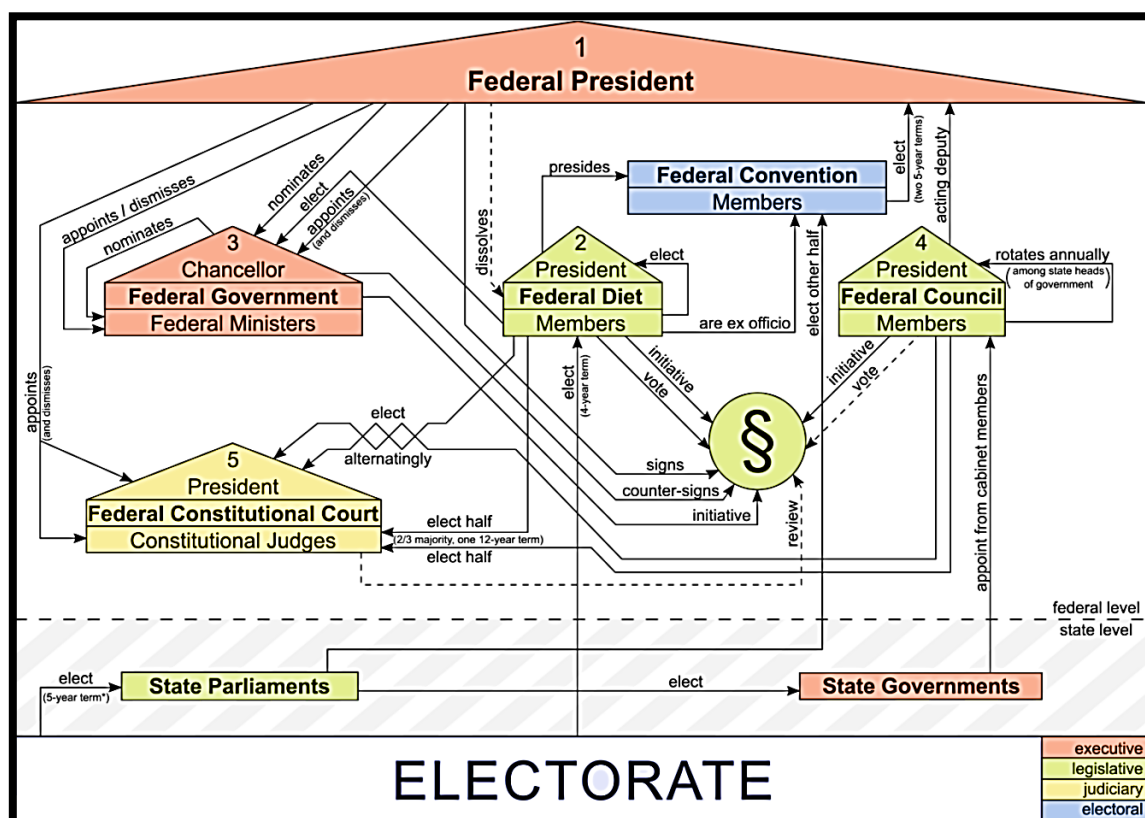 1
Federal President
nominates
elect
appoints
(and dismisses)
appoints / dismisses
nominates
dissolves
presides
Federal Convention
Members
elect
(two 5-year terms)
acting deputy
3
Chancellor
Federal Government
Federal Ministers
2
President
Federal Diet
Members
elect
are ex officio
elect other half
4
President
Federal Council
Members
rotates annually
(among state heads
of government)
initiative
vote
initiative
vote
§
elect
(4-year term)
appoints
(and dismisses)
elect
alternatingly
signs
counter-signs
initiative
review
appoint from cabinet members
5
President
Federal Constitutional Court
Constitutional Judges
elect half
(2/3 majority, one 12-year term)
elect half
federal level
state level
elect
(5-year term*)
State Parliaments
elect
State Governments
ELECTORATE
executive
legislative
judiciary
electoral